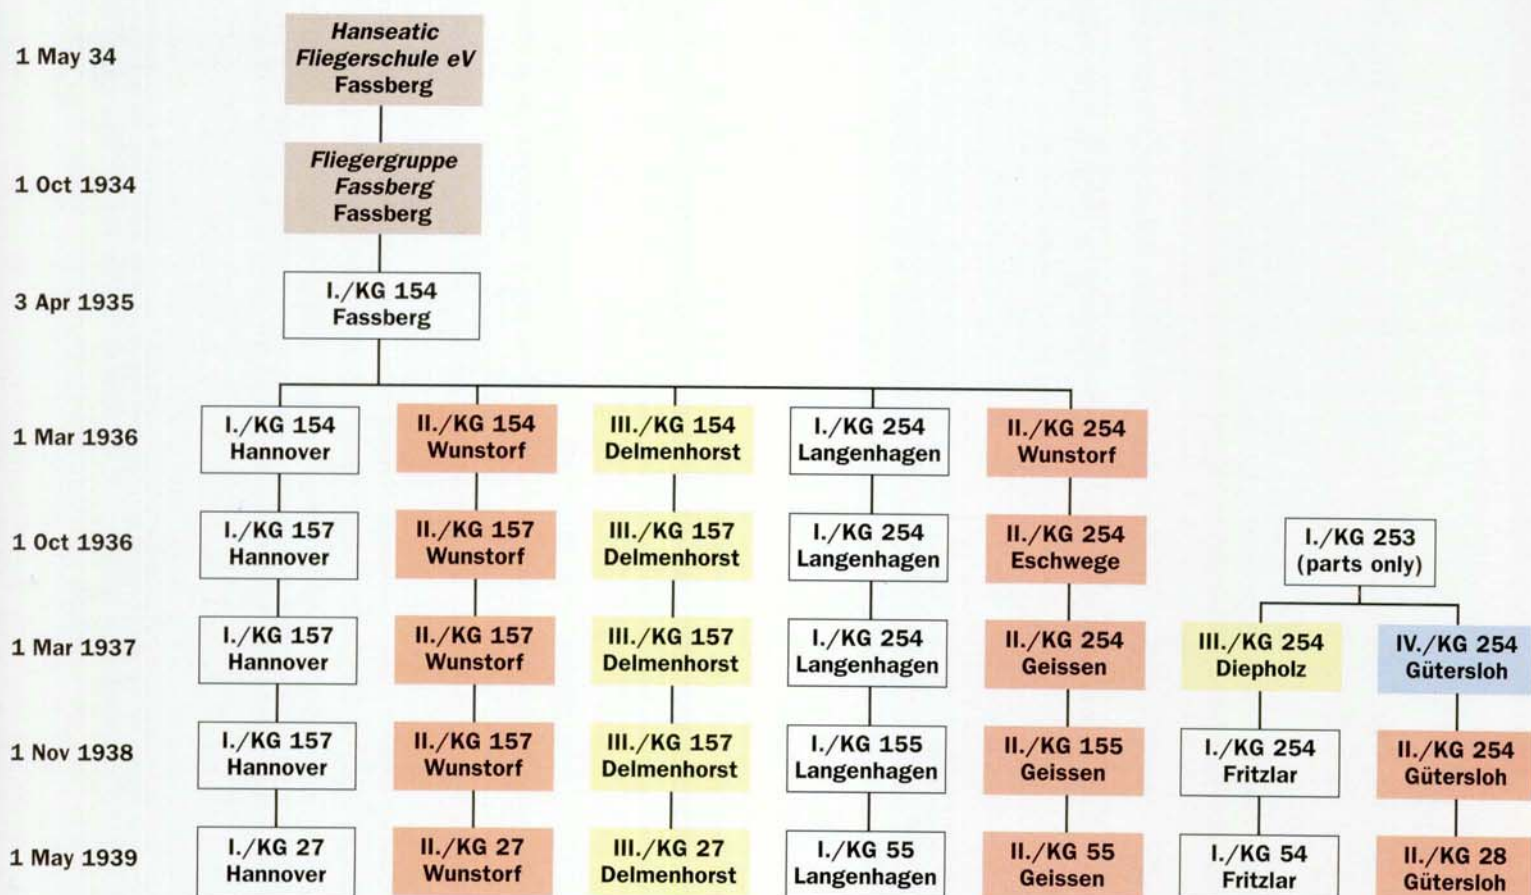 1 May 34
Hanseatic
Fliegerschule eV
Fassberg
1 Oct 1934
Fliegergruppe
Fassberg
Fassberg
3 Apr 1935
I./KG 154
Fassberg
1 Mar 1936
I./KG 154
Hannover
II./KG 154
Wunstorf
III./KG 154
Delmenhorst
I./KG 254
Langenhagen
II./KG 254
Wunstorf
1 Oct 1936
I./KG 157
Hannover
II./KG 157
Wunstorf
III./KG 157
Delmenhorst
I./KG 254
Langenhagen
II./KG 254
Eschwege
I./KG 253
(parts only)
1 Mar 1937
I./KG 157
Hannover
II./KG 157
Wunstorf
III./KG 157
Delmenhorst
I./KG 254
Langenhagen
II./KG 254
Geissen
III./KG 254
Diepholz
IV./KG 254
Gütersloh
1 Nov 1938
I./KG 157
Hannover
II./KG 157
Wunstorf
III./KG 157
Delmenhorst
I./KG 155
Langenhagen
II./KG 155
Geissen
I./KG 254
Fritzlar
II./KG 254
Gütersloh
1 May 1939
I./KG 27
Hannover
II./KG 27
Wunstorf
III./KG 27
Delmenhorst
I./KG 55
Langenhagen
II./KG 55
Geissen
I./KG 54
Fritzlar
II./KG 28
Gütersloh